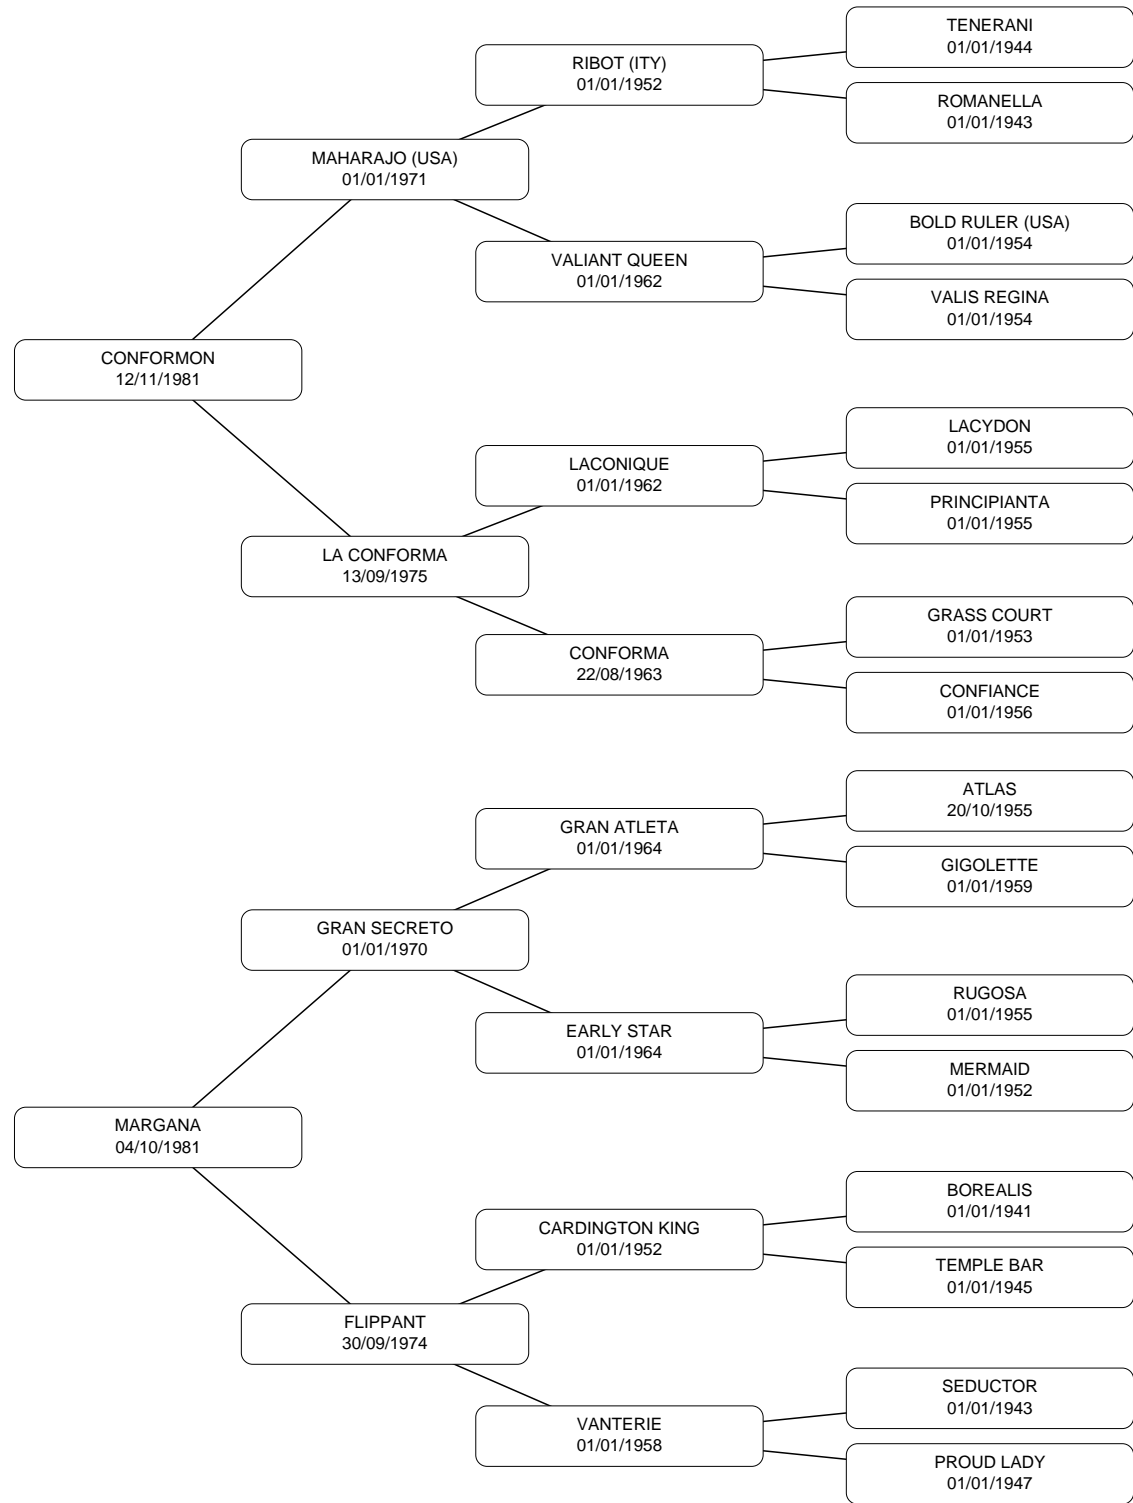 TENERANI
01/01/1944
RIBOT (ITY)
01/01/1952
ROMANELLA
01/01/1943
MAHARAJO (USA)
01/01/1971
BOLD RULER (USA)
01/01/1954
VALIANT QUEEN
01/01/1962
VALIS REGINA
01/01/1954
CONFORMON
12/11/1981
LACYDON
01/01/1955
LACONIQUE
01/01/1962
PRINCIPIANTA
01/01/1955
LA CONFORMA
13/09/1975
GRASS COURT
01/01/1953
CONFORMA
22/08/1963
CONFIANCE
01/01/1956
ATLAS
20/10/1955
GRAN ATLETA
01/01/1964
GIGOLETTE
01/01/1959
GRAN SECRETO
01/01/1970
RUGOSA
01/01/1955
EARLY STAR
01/01/1964
MERMAID
01/01/1952
MARGANA
04/10/1981
BOREALIS
01/01/1941
CARDINGTON KING
01/01/1952
TEMPLE BAR
01/01/1945
FLIPPANT
30/09/1974
SEDUCTOR
01/01/1943
VANTERIE
01/01/1958
PROUD LADY
01/01/1947